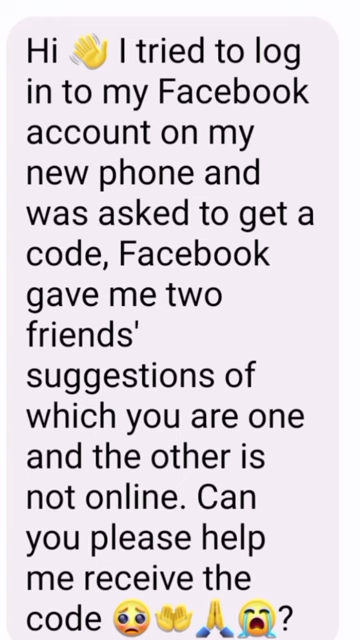 Hi 👋 I tried to log
in to my Facebook
account on my
new phone and
was asked to get a
code, Facebook
gave me two
friends'
suggestions of
which you are one
and the other is
not online. Can
you please help
me receive the
code 🥺🤲🙏😭?